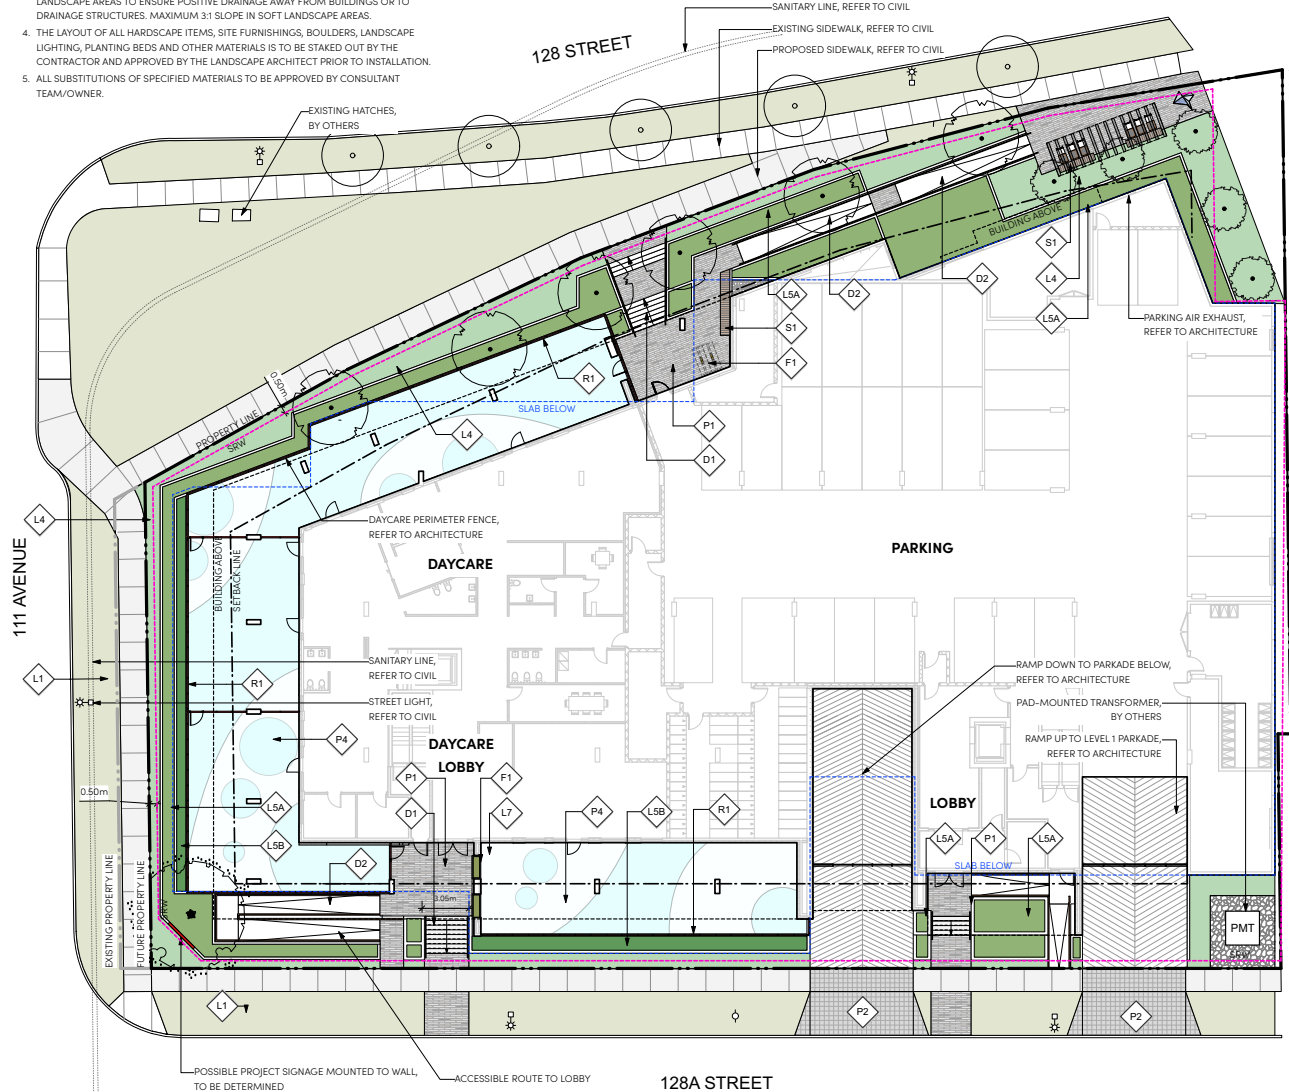 LANDSCAPE AREAS TO ENSURE POSITIVE DRAINAGE AWAY FROM BUILDINGS OR TO
DRAINAGE STRUCTURES. MAXIMUM 3:1 SLOPE IN SOFT LANDSCAPE AREAS.
4. THE LAYOUT OF ALL HARDSCAPE ITEMS, SITE FURNISHINGS, BOULDERS, LANDSCAPE
LIGHTING, PLANTING BEDS AND OTHER MATERIALS IS TO BE STAKED OUT BY THE
CONTRACTOR AND APPROVED BY THE LANDSCAPE ARCHITECT PRIOR TO INSTALLATION.
5. ALL SUBSTITUTIONS OF SPECIFIED MATERIALS TO BE APPROVED BY CONSULTANT
TEAM/OWNER.
SANITARY LINE, REFER TO CIVIL
EXISTING SIDEWALK, REFER TO CIVIL
PROPOSED SIDEWALK, REFER TO CIVIL
128 STREET
EXISTING HATCHES,
BY OTHERS
BUILDING ABOVE
S1
L4
D2
L5A
D2
L5A
S1
F1
PARKING AIR EXHAUST,
REFER TO ARCHITECTURE
R1
0.50m
SLAB BELOW
PROPERTY LINE
SRW
L4
P1
D1
L4
DAYCARE PERIMETER FENCE,
REFER TO ARCHITECTURE
DAYCARE
PARKING
111 AVENUE
BUILDING ABOVE
SETBACK LINE
L1
SANITARY LINE,
REFER TO CIVIL
R1
STREET LIGHT,
REFER TO CIVIL
RAMP DOWN TO PARKADE BELOW,
REFER TO ARCHITECTURE
PAD-MOUNTED TRANSFORMER,
BY OTHERS
RAMP UP TO LEVEL 1 PARKADE,
REFER TO ARCHITECTURE
P4
DAYCARE
LOBBY
P1
F1
D1
L7
P4
L5B
R1
LOBBY
0.50m
L5A
L5B
L5A
P1
L5A
SLAB BELOW
D2
3.05m
EXISTING PROPERTY LINE
FUTURE PROPERTY LINE
SRW
PMT
SRW
L1
P2
P2
POSSIBLE PROJECT SIGNAGE MOUNTED TO WALL,
TO BE DETERMINED
ACCESSIBLE ROUTE TO LOBBY
128A STREET